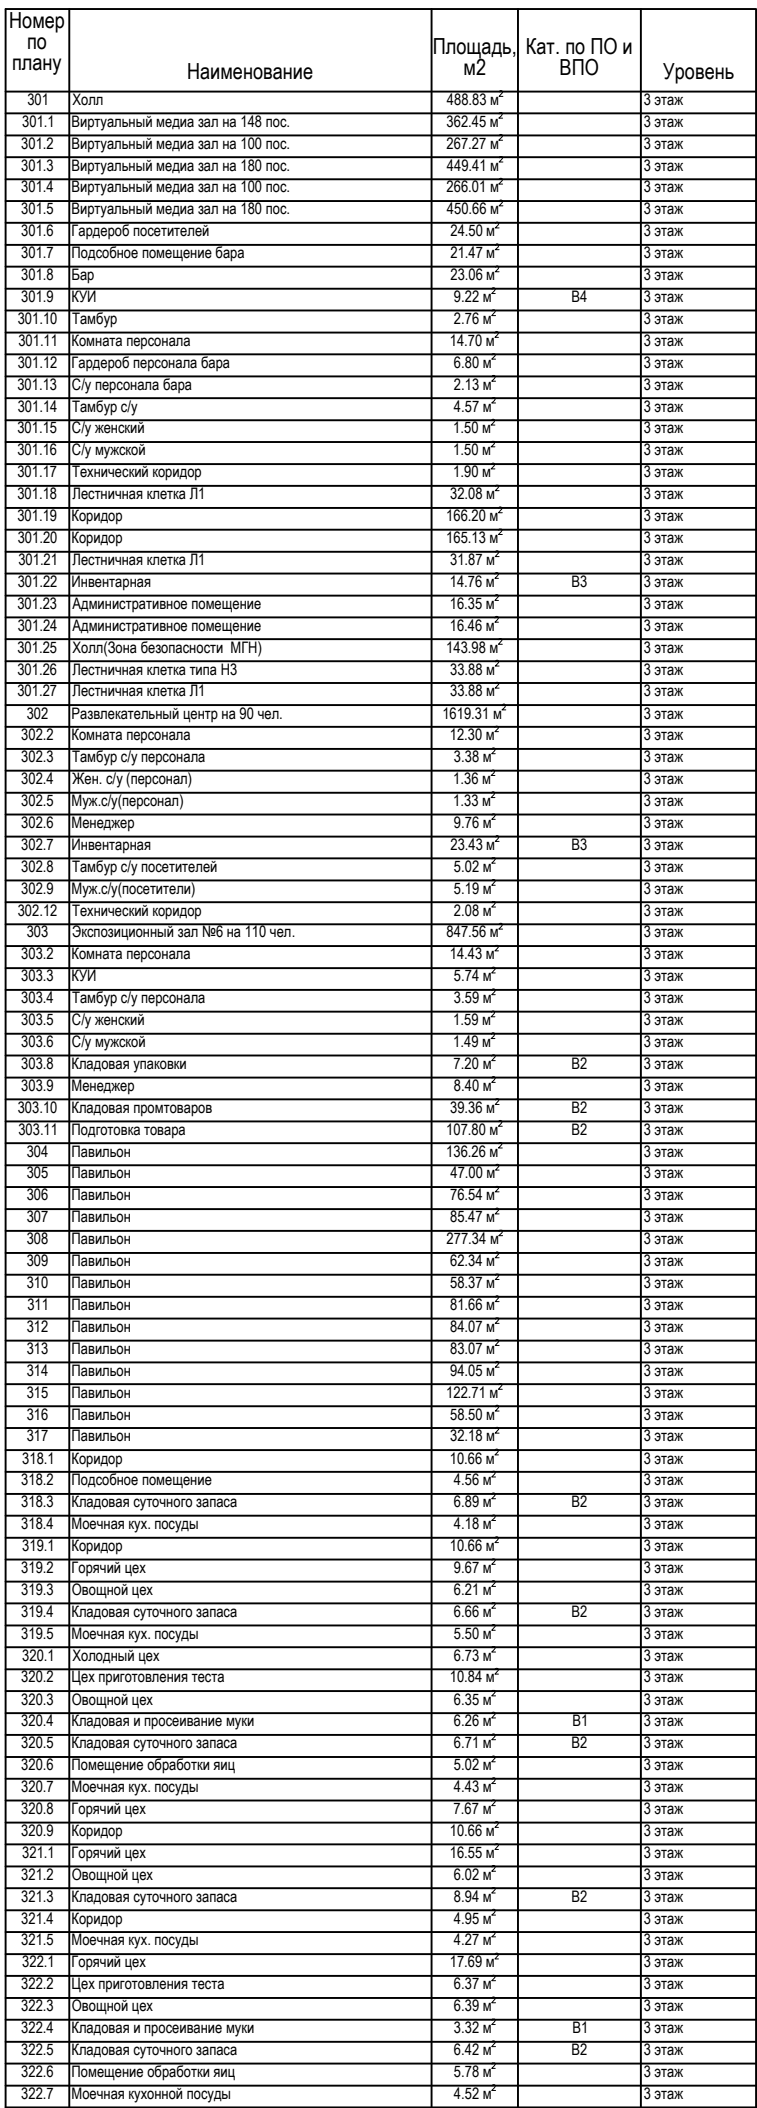 Номер по плану Наименование Площадь, м2 Кат. по ПО и ВПО Уровень
301 Холл 488.83 м² 3 этаж
301.1 Виртуальный медиа зал на 148 пос. 362.45 м² 3 этаж
301.2 Виртуальный медиа зал на 100 пос. 267.27 м² 3 этаж
301.3 Виртуальный медиа зал на 180 пос. 449.41 м² 3 этаж
301.4 Виртуальный медиа зал на 100 пос. 266.01 м² 3 этаж
301.5 Виртуальный медиа зал на 180 пос. 450.66 м² 3 этаж
301.6 Гардероб посетителей 24.50 м² 3 этаж
301.7 Подсобное помещение бара 21.47 м² 3 этаж
301.8 Бар 23.06 м² 3 этаж
301.9 КУИ 9.22 м² В4 3 этаж
301.10 Тамбур 2.76 м² 3 этаж
301.11 Комната персонала 14.70 м² 3 этаж
301.12 Гардероб персонала бара 6.80 м² 3 этаж
301.13 С/у персонала бара 2.13 м² 3 этаж
301.14 Тамбур с/у 4.57 м² 3 этаж
301.15 С/у женский 1.50 м² 3 этаж
301.16 С/у мужской 1.50 м² 3 этаж
301.17 Технический коридор 1.90 м² 3 этаж
301.18 Лестничная клетка Л1 32.08 м² 3 этаж
301.19 Коридор 166.20 м² 3 этаж
301.20 Коридор 165.13 м² 3 этаж
301.21 Лестничная клетка Л1 31.87 м² 3 этаж
301.22 Инвентарная 14.76 м² В3 3 этаж
301.23 Административное помещение 16.35 м² 3 этаж
301.24 Административное помещение 16.46 м² 3 этаж
301.25 Холл(Зона безопасности МГН) 143.98 м² 3 этаж
301.26 Лестничная клетка типа Н3 33.88 м² 3 этаж
301.27 Лестничная клетка Л1 33.88 м² 3 этаж
302 Развлекательный центр на 90 чел. 1619.31 м² 3 этаж
302.2 Комната персонала 12.30 м² 3 этаж
302.3 Тамбур с/у персонала 3.38 м² 3 этаж
302.4 Жен. с/у (персонал) 1.36 м² 3 этаж
302.5 Муж.с/у(персонал) 1.33 м² 3 этаж
302.6 Менеджер 9.76 м² 3 этаж
302.7 Инвентарная 23.43 м² В3 3 этаж
302.8 Тамбур с/у посетителей 5.02 м² 3 этаж
302.9 Муж.с/у(посетители) 5.19 м² 3 этаж
302.12 Технический коридор 2.08 м² 3 этаж
303 Экспозиционный зал №6 на 110 чел. 847.56 м² 3 этаж
303.2 Комната персонала 14.43 м² 3 этаж
303.3 КУИ 5.74 м² 3 этаж
303.4 Тамбур с/у персонала 3.59 м² 3 этаж
303.5 С/у женский 1.59 м² 3 этаж
303.6 С/у мужской 1.49 м² 3 этаж
303.8 Кладовая упаковки 7.20 м² В2 3 этаж
303.9 Менеджер 8.40 м² 3 этаж
303.10 Кладовая промтоваров 39.36 м² В2 3 этаж
303.11 Подготовка товара 107.80 м² В2 3 этаж
304 Павильон 136.26 м² 3 этаж
305 Павильон 47.00 м² 3 этаж
306 Павильон 76.54 м² 3 этаж
307 Павильон 85.47 м² 3 этаж
308 Павильон 277.34 м² 3 этаж
309 Павильон 62.34 м² 3 этаж
310 Павильон 58.37 м² 3 этаж
311 Павильон 81.66 м² 3 этаж
312 Павильон 84.07 м² 3 этаж
313 Павильон 83.07 м² 3 этаж
314 Павильон 94.05 м² 3 этаж
315 Павильон 122.71 м² 3 этаж
316 Павильон 58.50 м² 3 этаж
317 Павильон 32.18 м² 3 этаж
318.1 Коридор 10.66 м² 3 этаж
318.2 Подсобное помещение 4.56 м² 3 этаж
318.3 Кладовая суточного запаса 6.89 м² В2 3 этаж
318.4 Моечная кух. посуды 4.18 м² 3 этаж
319.1 Коридор 10.66 м² 3 этаж
319.2 Горячий цех 9.67 м² 3 этаж
319.3 Овощной цех 6.21 м² 3 этаж
319.4 Кладовая суточного запаса 6.66 м² В2 3 этаж
319.5 Моечная кух. посуды 5.50 м² 3 этаж
320.1 Холодный цех 6.73 м² 3 этаж
320.2 Цех приготовления теста 10.84 м² 3 этаж
320.3 Овощной цех 6.35 м² 3 этаж
320.4 Кладовая и просеивание муки 6.26 м² В1 3 этаж
320.5 Кладовая суточного запаса 6.71 м² В2 3 этаж
320.6 Помещение обработки яиц 5.02 м² 3 этаж
320.7 Моечная кух. посуды 4.43 м² 3 этаж
320.8 Горячий цех 7.67 м² 3 этаж
320.9 Коридор 10.66 м² 3 этаж
321.1 Горячий цех 16.55 м² 3 этаж
321.2 Овощной цех 6.02 м² 3 этаж
321.3 Кладовая суточного запаса 8.94 м² В2 3 этаж
321.4 Коридор 4.95 м² 3 этаж
321.5 Моечная кух. посуды 4.27 м² 3 этаж
322.1 Горячий цех 17.69 м² 3 этаж
322.2 Цех приготовления теста 6.37 м² 3 этаж
322.3 Овощной цех 6.39 м² 3 этаж
322.4 Кладовая и просеивание муки 3.32 м² В1 3 этаж
322.5 Кладовая суточного запаса 6.42 м² В2 3 этаж
322.6 Помещение обработки яиц 5.78 м² 3 этаж
322.7 Моечная кухонной посуды 4.52 м² 3 этаж